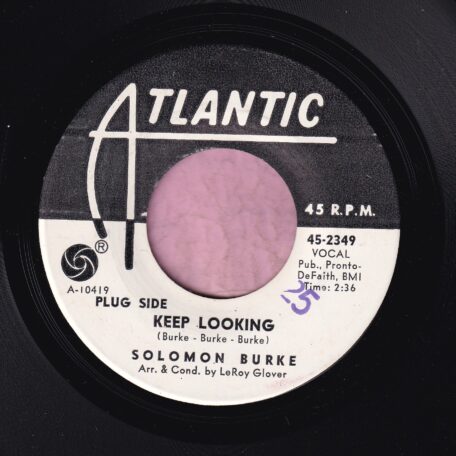 ATLANTIC
45 R.P.M.
®
45-2349
VOCAL
Pub., Pronto-
DeFaith, BMI
Time: 2:36
A-10419
PLUG SIDE
25
KEEP LOOKING
(Burke - Burke - Burke)
SOLOMON BURKE
Arr. & Cond. by LeRoy Glover